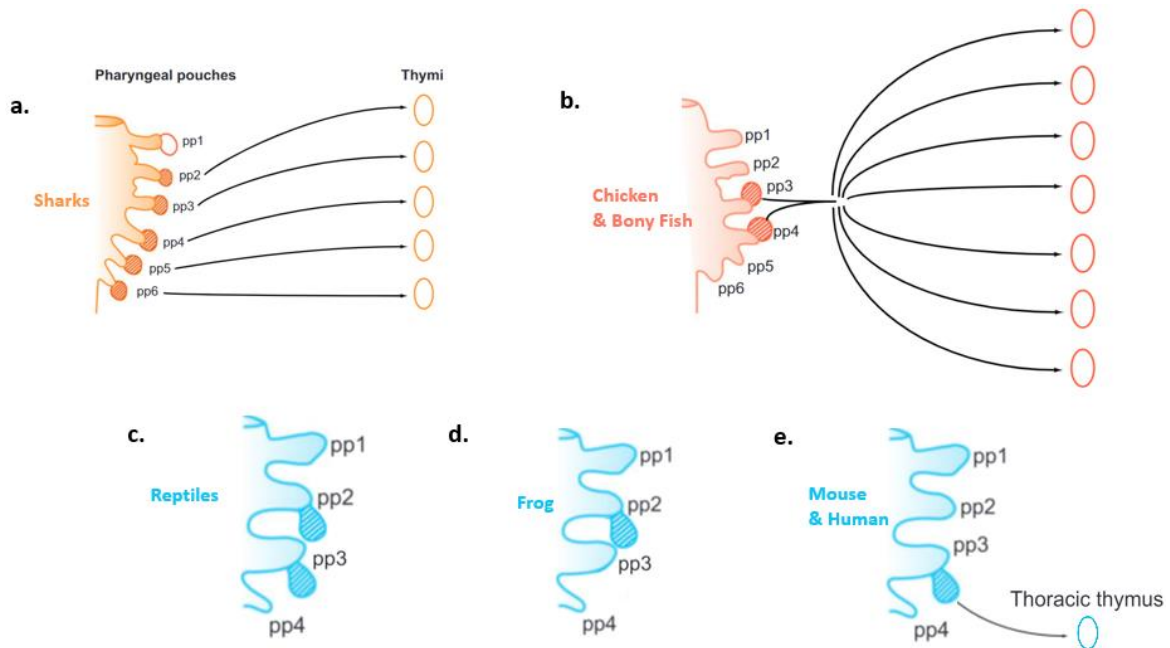 Pharyngeal pouches
Thymi
a.
pp1
pp2
Sharks
pp3
pp4
pp5
pp6
b.
pp1
pp2
pp3
Chicken
& Bony Fish
pp4
pp5
pp6
c.
pp1
Reptiles
pp2
pp3
pp4
d.
pp1
Frog
pp2
pp3
pp4
e.
pp1
Mouse
& Human
pp2
pp3
Thoracic thymus
pp4